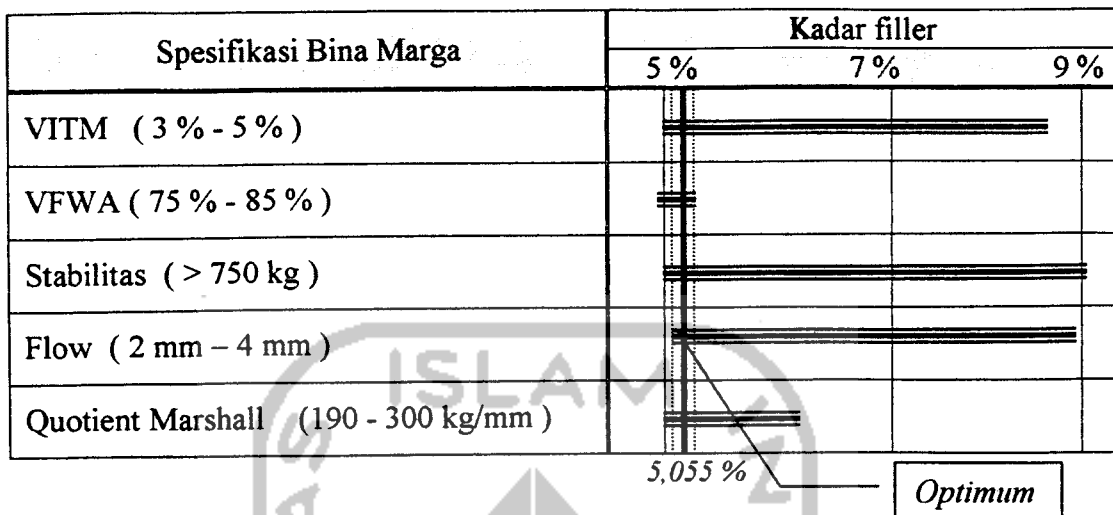 Spesifikasi Bina Marga
Kadar filler
5 % 7 % 9 %
VITM ( 3 % - 5 % )
VFWA ( 75 % - 85 % )
Stabilitas ( > 750 kg )
Flow ( 2 mm – 4 mm )
Quotient Marshall (190 - 300 kg/mm )
5,055 %
Optimum
ISLAM